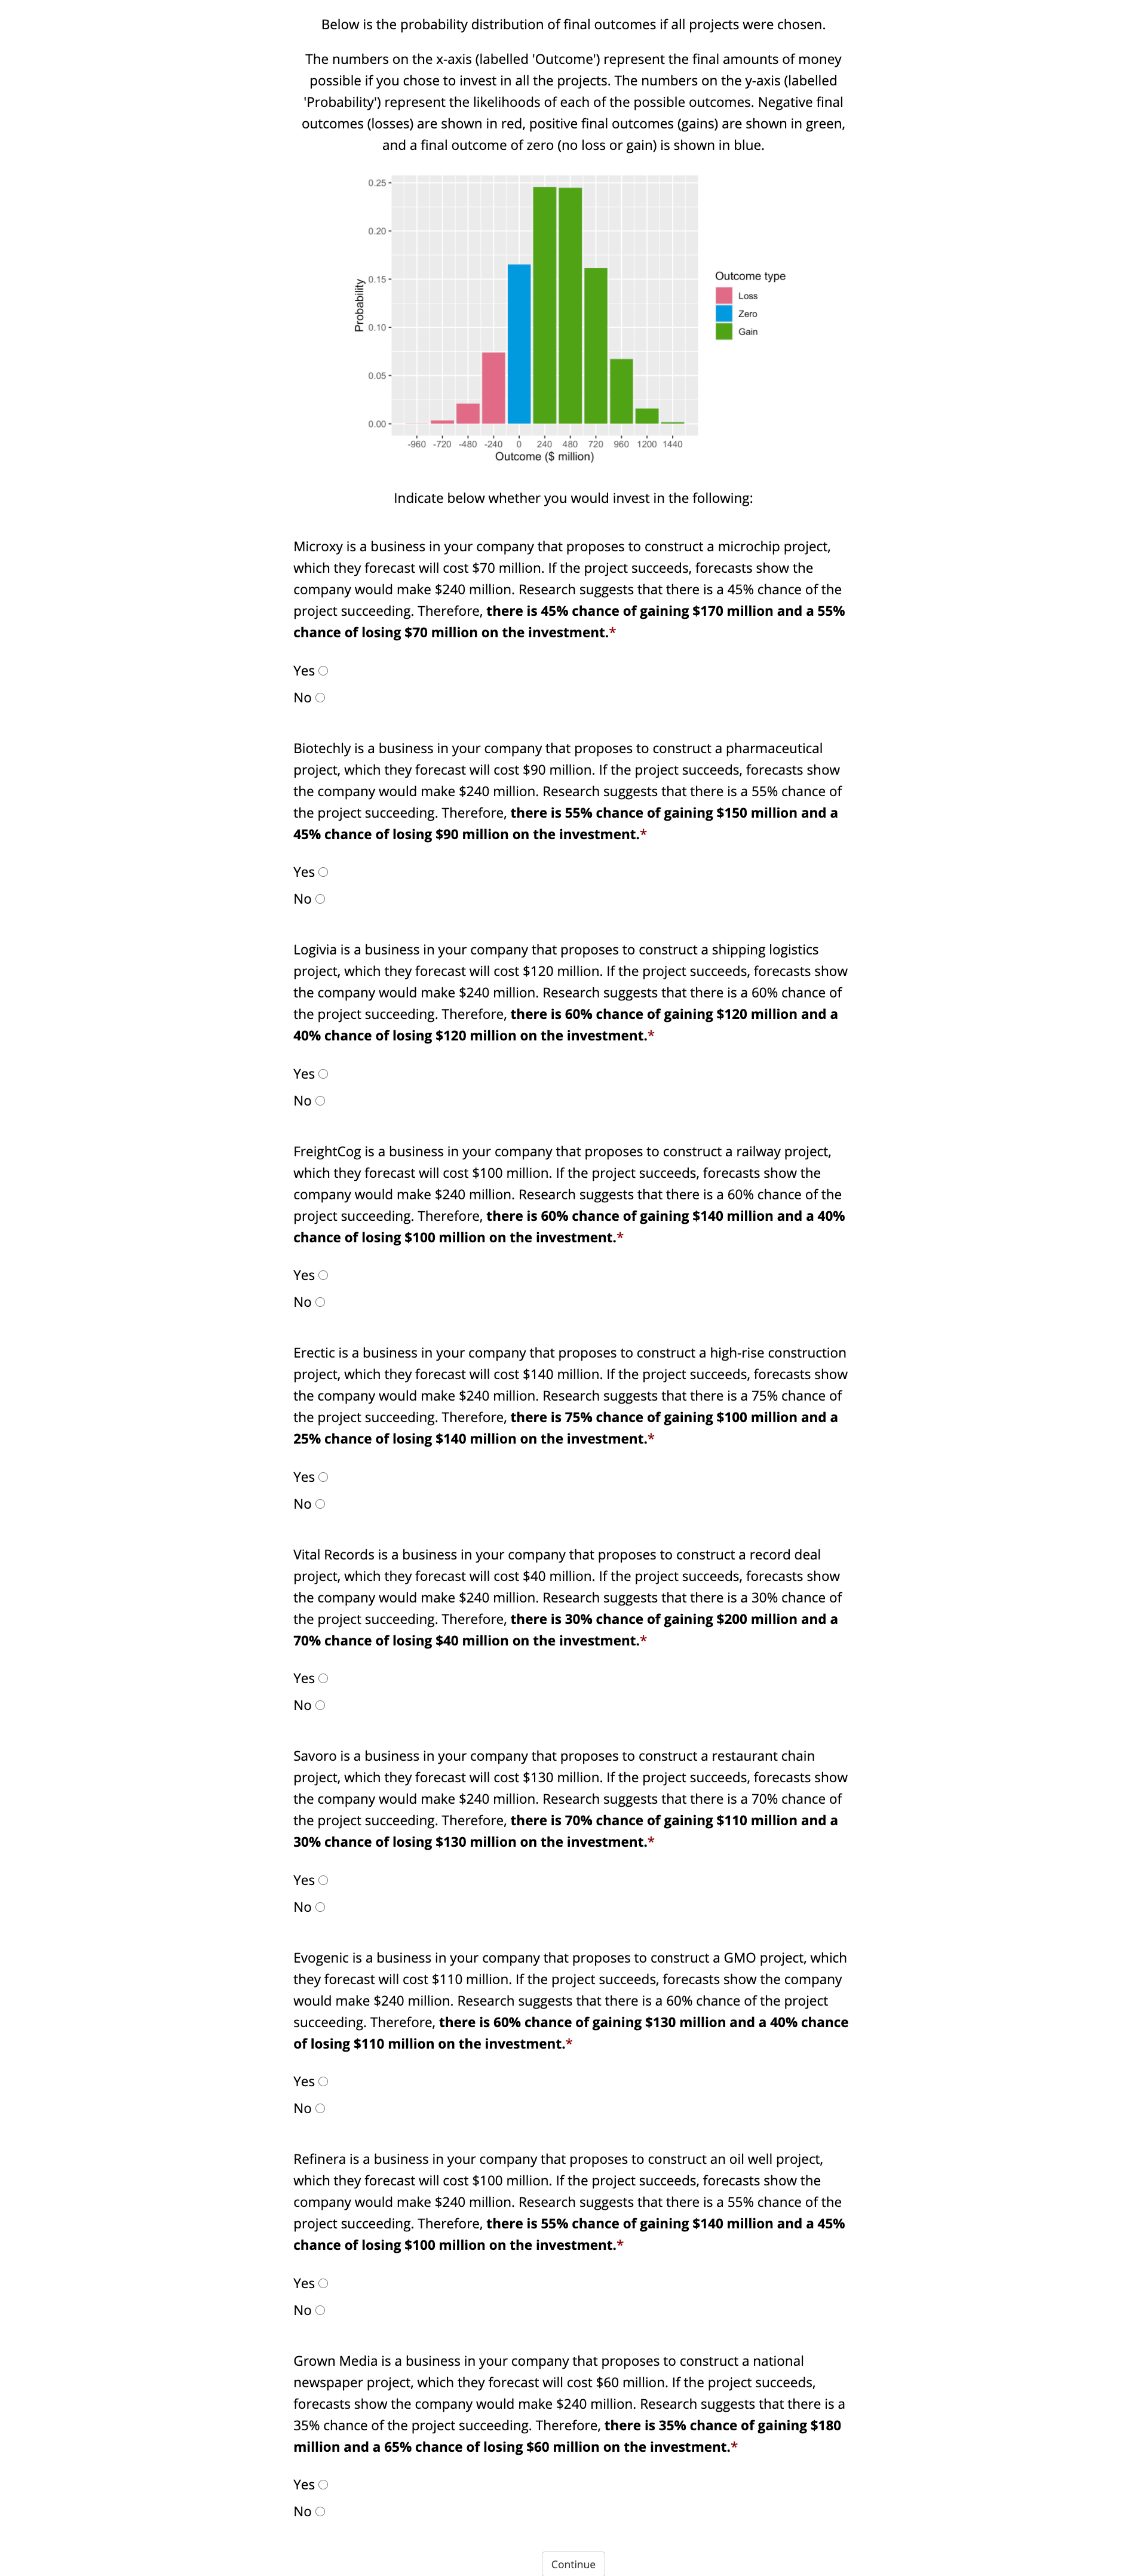 Below is the probability distribution of final outcomes if all projects were chosen.
The numbers on the x-axis (labelled 'Outcome') represent the final amounts of money
possible if you chose to invest in all the projects. The numbers on the y-axis (labelled
'Probability') represent the likelihoods of each of the possible outcomes. Negative final
outcomes (losses) are shown in red, positive final outcomes (gains) are shown in green,
and a final outcome of zero (no loss or gain) is shown in blue.
0.25
0.20
0.15
0.10
0.05
0.00
Probability
-960 -720 -480 -240 0 240 480 720 960 1200 1440
Outcome ($ million)
Outcome type
Loss
Zero
Gain
Indicate below whether you would invest in the following:
Microxy is a business in your company that proposes to construct a microchip project,
which they forecast will cost $70 million. If the project succeeds, forecasts show the
company would make $240 million. Research suggests that there is a 45% chance of the
project succeeding. Therefore, there is 45% chance of gaining $170 million and a 55%
chance of losing $70 million on the investment.*
Yes
No
Biotechly is a business in your company that proposes to construct a pharmaceutical
project, which they forecast will cost $90 million. If the project succeeds, forecasts show
the company would make $240 million. Research suggests that there is a 55% chance of
the project succeeding. Therefore, there is 55% chance of gaining $150 million and a
45% chance of losing $90 million on the investment.*
Yes
No
Logivia is a business in your company that proposes to construct a shipping logistics
project, which they forecast will cost $120 million. If the project succeeds, forecasts show
the company would make $240 million. Research suggests that there is a 60% chance of
the project succeeding. Therefore, there is 60% chance of gaining $120 million and a
40% chance of losing $120 million on the investment.*
Yes
No
FreightCog is a business in your company that proposes to construct a railway project,
which they forecast will cost $100 million. If the project succeeds, forecasts show the
company would make $240 million. Research suggests that there is a 60% chance of the
project succeeding. Therefore, there is 60% chance of gaining $140 million and a 40%
chance of losing $100 million on the investment.*
Yes
No
Erectic is a business in your company that proposes to construct a high-rise construction
project, which they forecast will cost $140 million. If the project succeeds, forecasts show
the company would make $240 million. Research suggests that there is a 75% chance of
the project succeeding. Therefore, there is 75% chance of gaining $100 million and a
25% chance of losing $140 million on the investment.*
Yes
No
Vital Records is a business in your company that proposes to construct a record deal
project, which they forecast will cost $40 million. If the project succeeds, forecasts show
the company would make $240 million. Research suggests that there is a 30% chance of
the project succeeding. Therefore, there is 30% chance of gaining $200 million and a
70% chance of losing $40 million on the investment.*
Yes
No
Savoro is a business in your company that proposes to construct a restaurant chain
project, which they forecast will cost $130 million. If the project succeeds, forecasts show
the company would make $240 million. Research suggests that there is a 70% chance of
the project succeeding. Therefore, there is 70% chance of gaining $110 million and a
30% chance of losing $130 million on the investment.*
Yes
No
Evogenic is a business in your company that proposes to construct a GMO project, which
they forecast will cost $110 million. If the project succeeds, forecasts show the company
would make $240 million. Research suggests that there is a 60% chance of the project
succeeding. Therefore, there is 60% chance of gaining $130 million and a 40% chance
of losing $110 million on the investment.*
Yes
No
Refinera is a business in your company that proposes to construct an oil well project,
which they forecast will cost $100 million. If the project succeeds, forecasts show the
company would make $240 million. Research suggests that there is a 55% chance of the
project succeeding. Therefore, there is 55% chance of gaining $140 million and a 45%
chance of losing $100 million on the investment.*
Yes
No
Grown Media is a business in your company that proposes to construct a national
newspaper project, which they forecast will cost $60 million. If the project succeeds,
forecasts show the company would make $240 million. Research suggests that there is a
35% chance of the project succeeding. Therefore, there is 35% chance of gaining $180
million and a 65% chance of losing $60 million on the investment.*
Yes
No
Continue